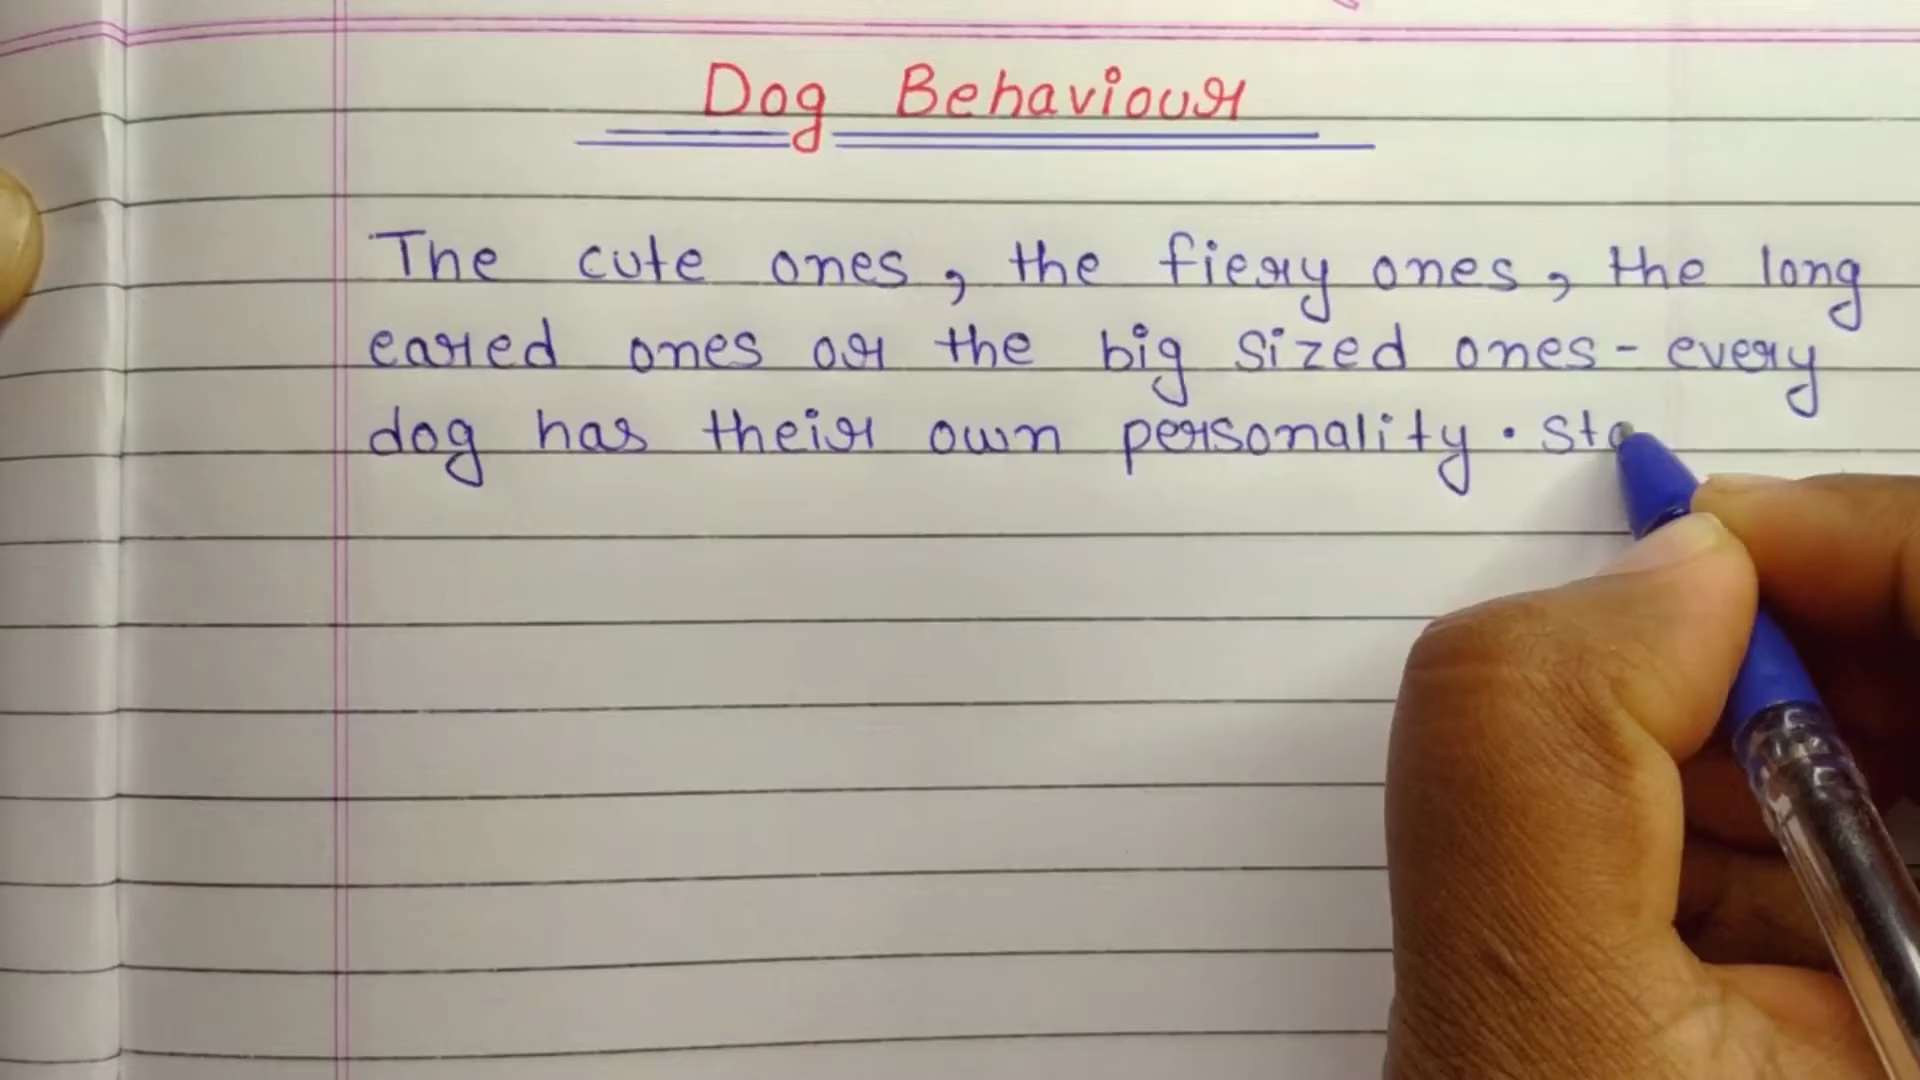 Dog Behaviour
The cute ones, the fiery ones, the long
eared ones or the big sized ones - every
dog has their own personality.